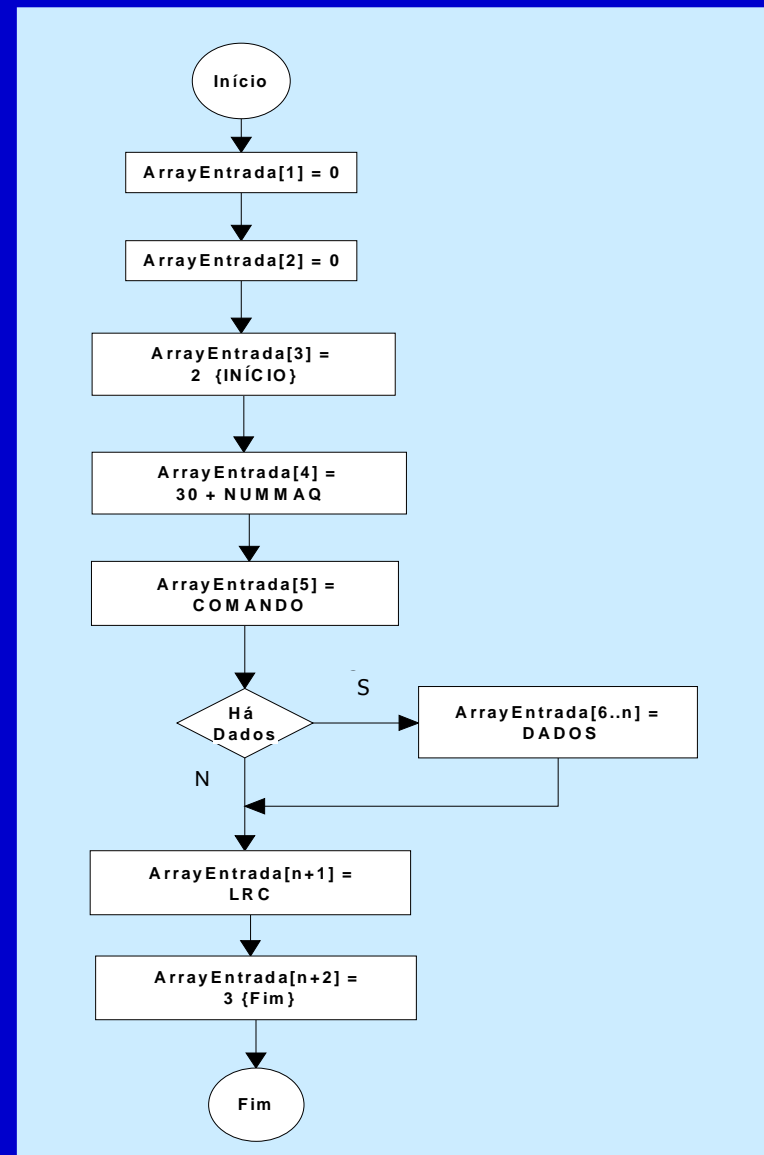 Início
ArrayEntrada[1] = 0
ArrayEntrada[2] = 0
ArrayEntrada[3] =
2 {INÍCIO}
ArrayEntrada[4] =
30 + NUMMAQ
ArrayEntrada[5] =
COMANDO
Há
Dados
S
ArrayEntrada[6..n] =
DADOS
N
ArrayEntrada[n+1] =
LRC
ArrayEntrada[n+2] =
3 {Fim}
Fim